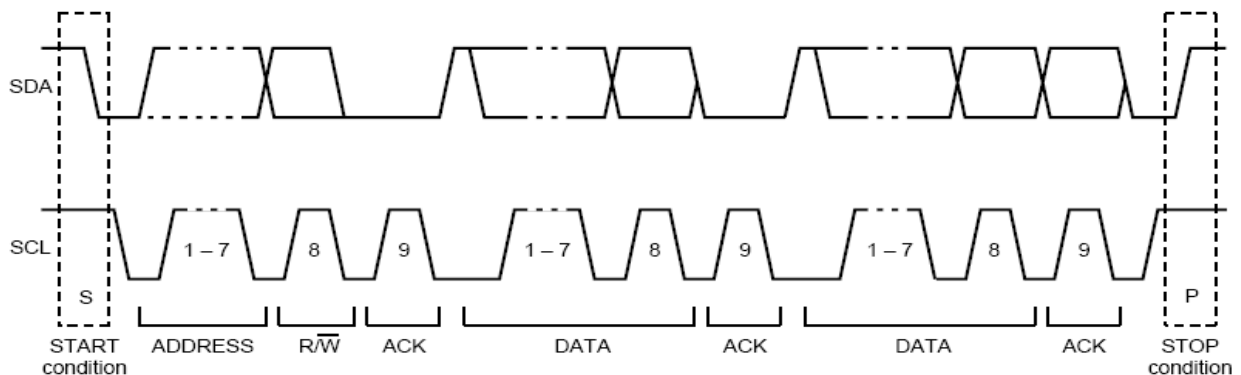 SDA
SCL
1 – 7 8 9 1 – 7 8 9 1 – 7 8 9
S P
START ADDRESS R/W̅ ACK DATA ACK DATA ACK STOP
condition condition